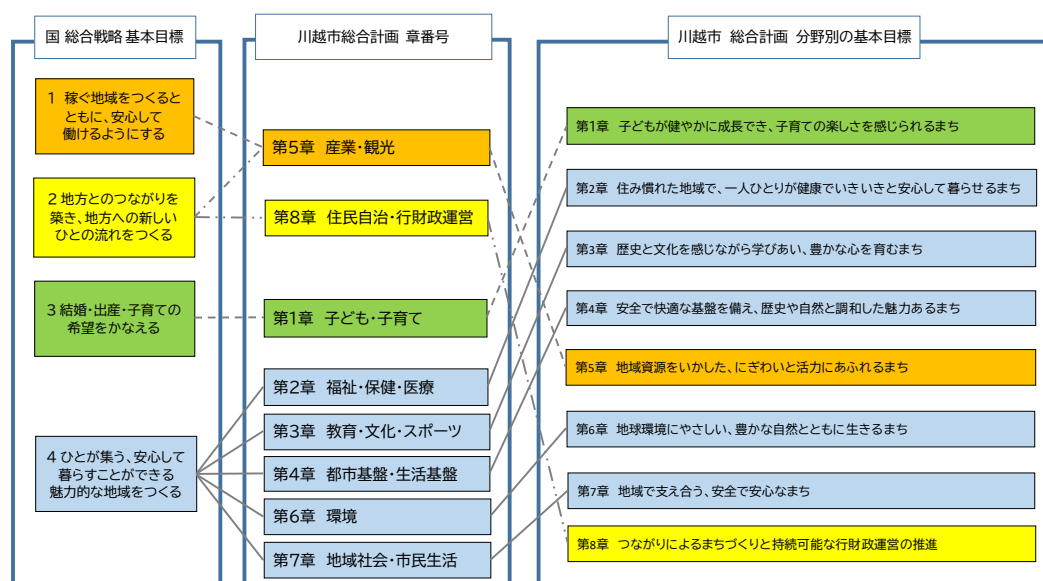 国 総合戦略 基本目標
川越市総合計画 章番号
川越市 総合計画 分野別の基本目標
1 稼ぐ地域をつくると
ともに、安心して
働けるようにする
2 地方とのつながりを
築き、地方への新しい
ひとの流れをつくる
3 結婚・出産・子育ての
希望をかなえる
4 ひとが集う、安心して
暮らすことができる
魅力的な地域をつくる
第5章 産業・観光
第8章 住民自治・行財政運営
第1章 子ども・子育て
第2章 福祉・保健・医療
第3章 教育・文化・スポーツ
第4章 都市基盤・生活基盤
第6章 環境
第7章 地域社会・市民生活
第1章 子どもが健やかに成長でき、子育ての楽しさを感じられるまち
第2章 住み慣れた地域で、一人ひとりが健康でいきいきと安心して暮らせるまち
第3章 歴史と文化を感じながら学びあい、豊かな心を育むまち
第4章 安全で快適な基盤を備え、歴史や自然と調和した魅力あるまち
第5章 地域資源をいかした、にぎわいと活力にあふれるまち
第6章 地球環境にやさしい、豊かな自然とともに生きるまち
第7章 地域で支え合う、安全で安心なまち
第8章 つながりによるまちづくりと持続可能な行財政運営の推進